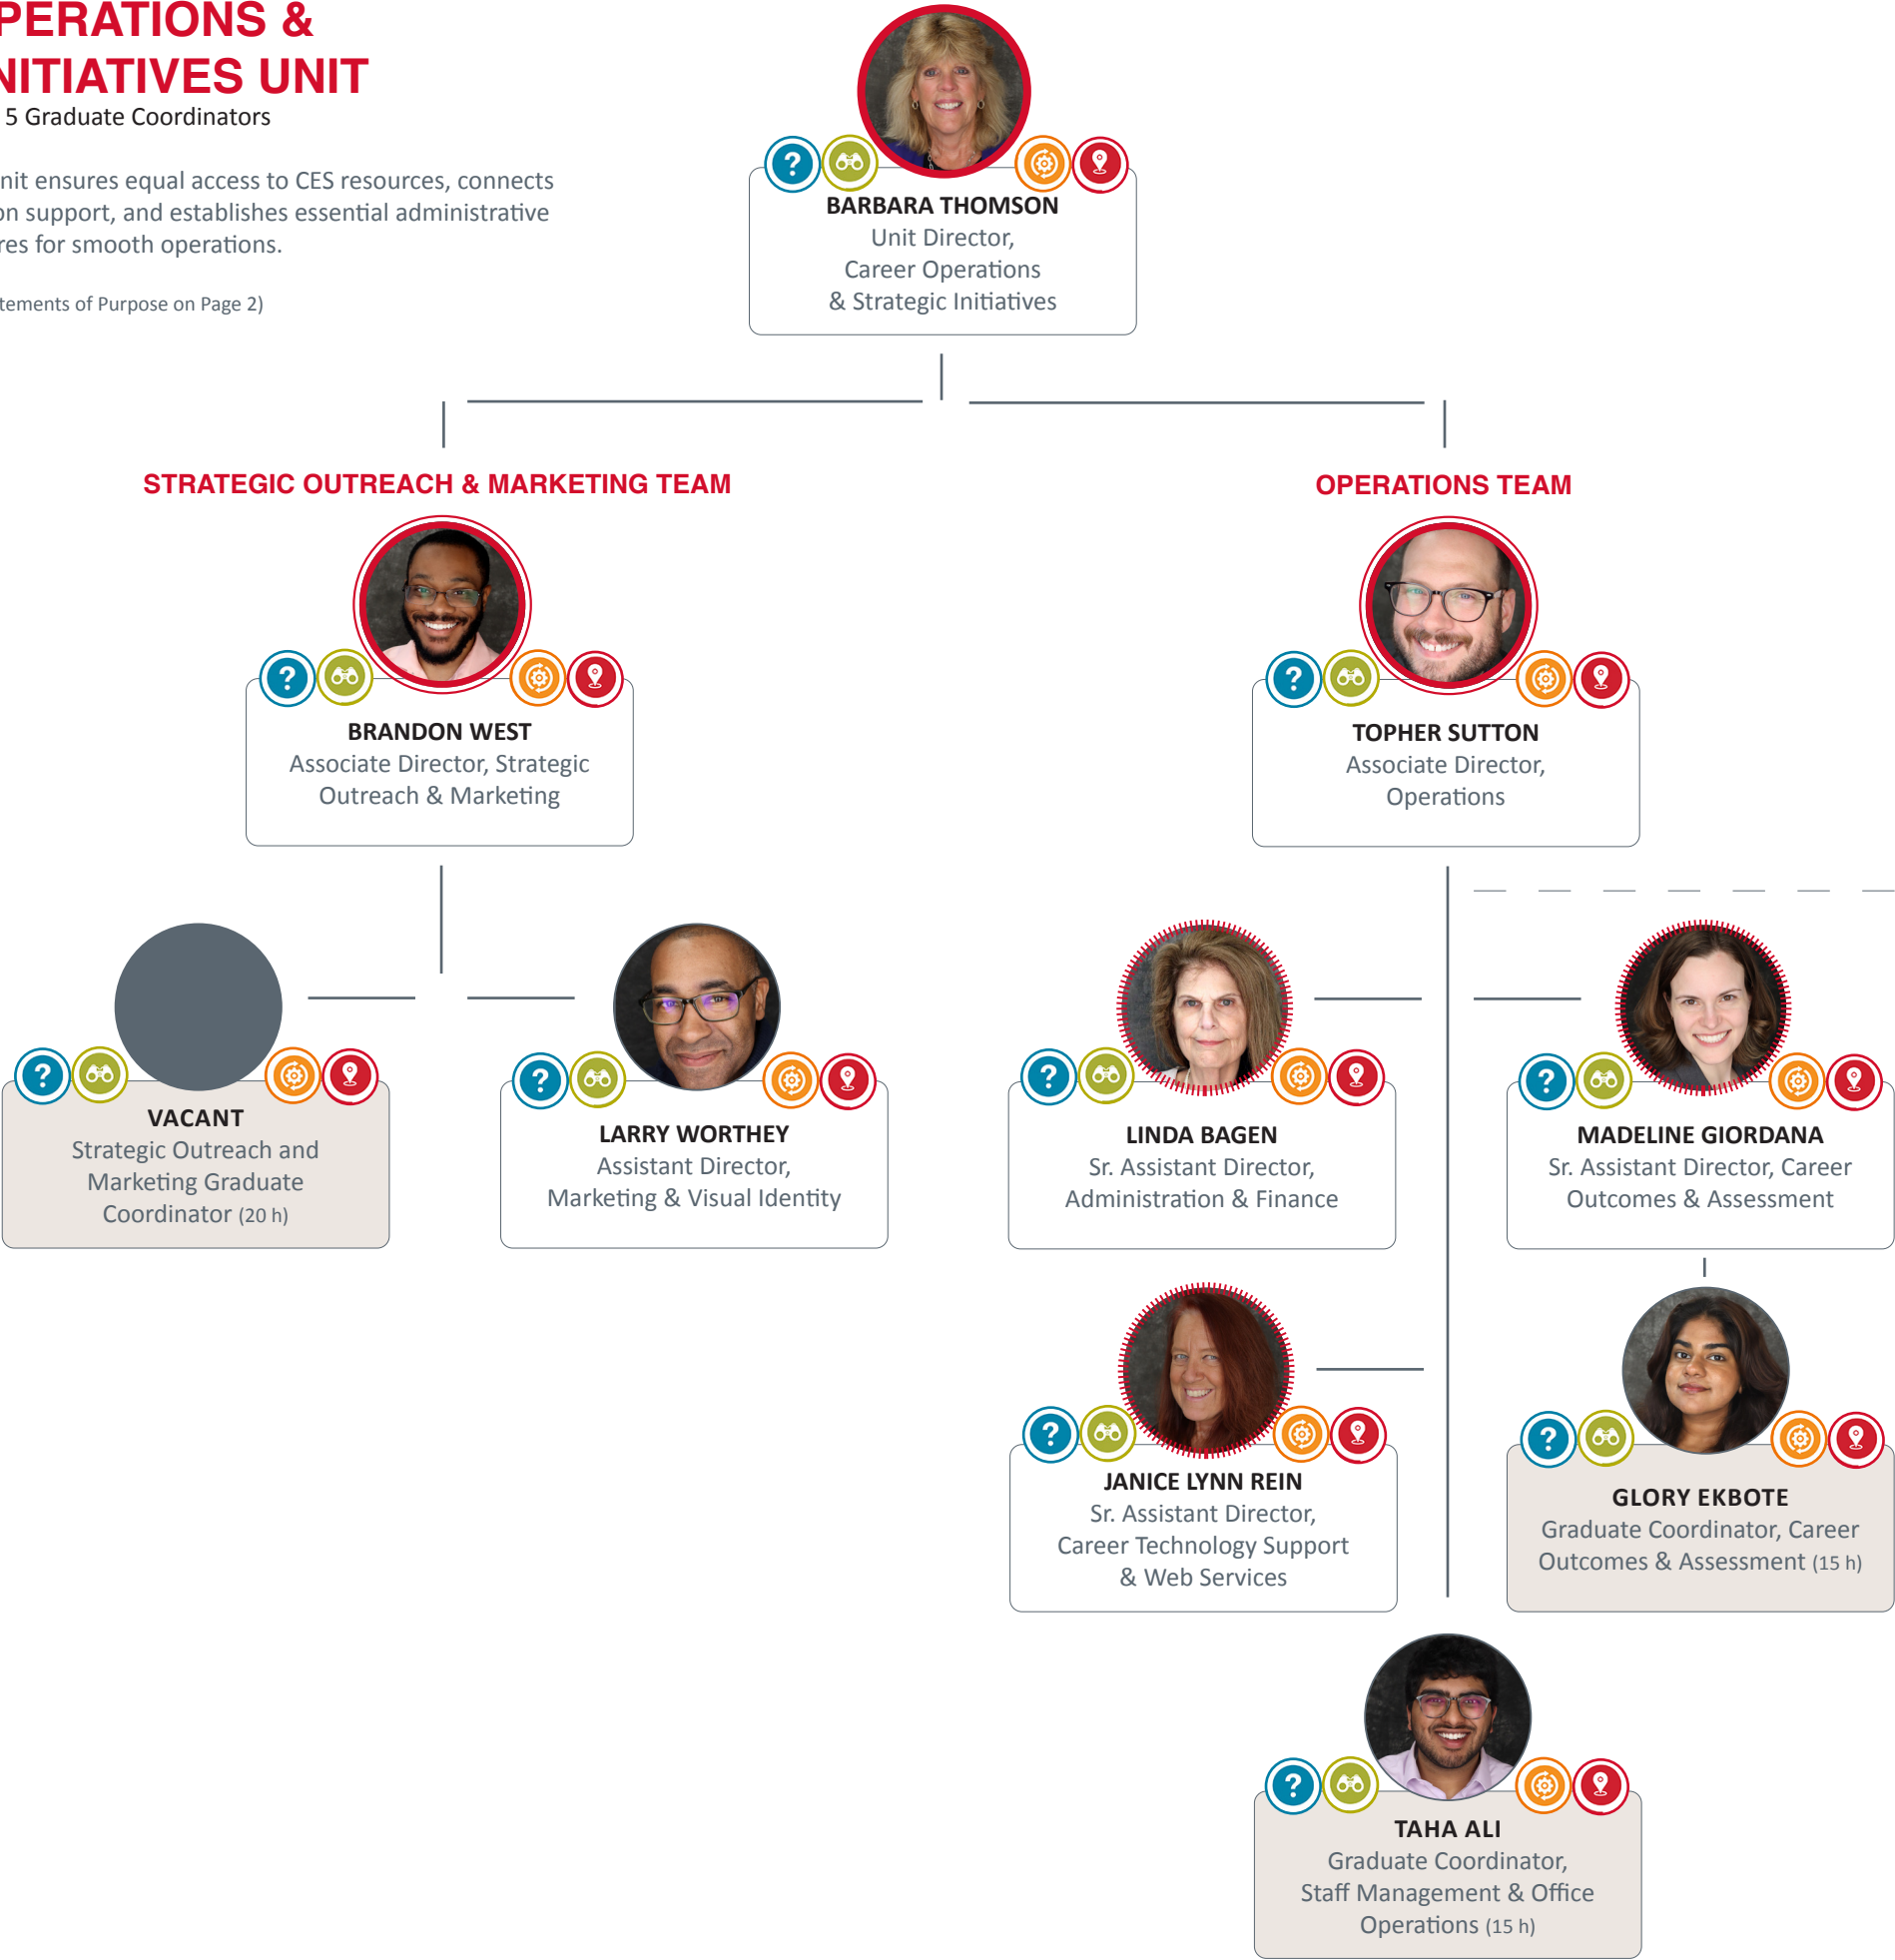 PERATIONS &
NITIATIVES UNIT
5 Graduate Coordinators
nit ensures equal access to CES resources, connects
on support, and establishes essential administrative
res for smooth operations.
tements of Purpose on Page 2)
BARBARA THOMSON
Unit Director,
Career Operations
& Strategic Initiatives
STRATEGIC OUTREACH & MARKETING TEAM
BRANDON WEST
Associate Director, Strategic
Outreach & Marketing
VACANT
Strategic Outreach and
Marketing Graduate
Coordinator (20 h)
LARRY WORTHEY
Assistant Director,
Marketing & Visual Identity
OPERATIONS TEAM
TOPHER SUTTON
Associate Director,
Operations
LINDA BAGEN
Sr. Assistant Director,
Administration & Finance
MADELINE GIORDANA
Sr. Assistant Director, Career
Outcomes & Assessment
JANICE LYNN REIN
Sr. Assistant Director,
Career Technology Support
& Web Services
GLORY EKBOTE
Graduate Coordinator, Career
Outcomes & Assessment (15 h)
TAHA ALI
Graduate Coordinator,
Staff Management & Office
Operations (15 h)